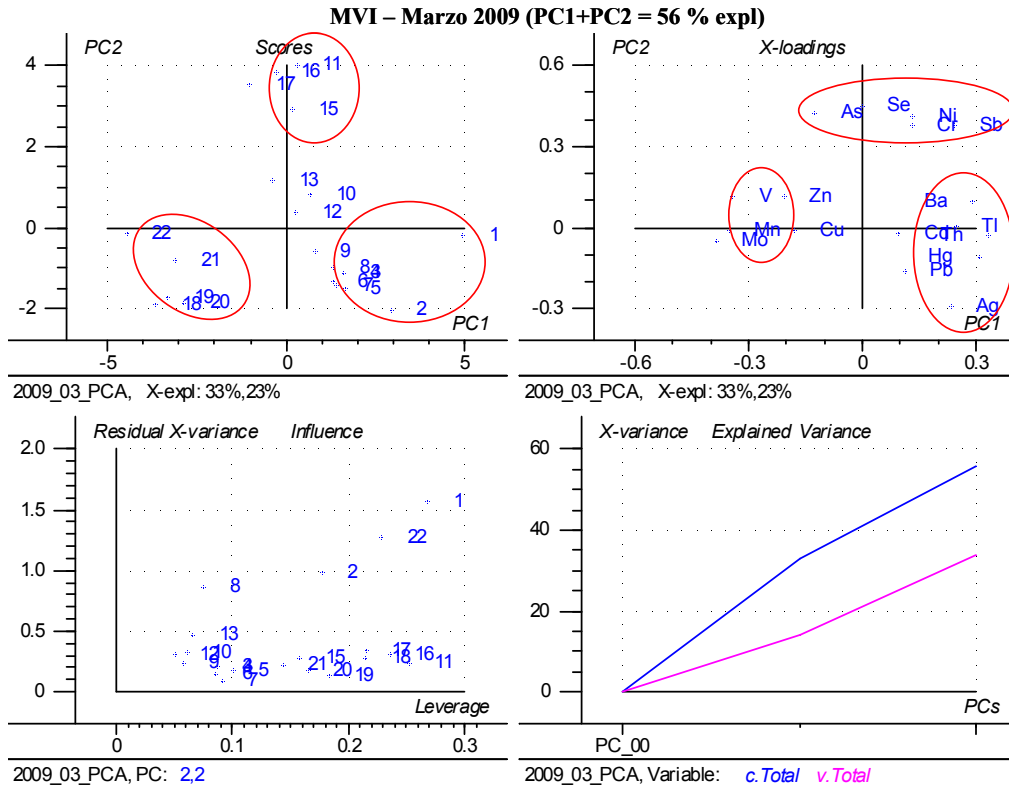 MVI – Marzo 2009 (PC1+PC2 = 56 % expl)
PC2 Scores
4
2
0
-2
16 11
17
15
13
10
12
1
9
8
3
6 7 5
2
22
21
19
18 20
PC1
-5 0 5
2009_03_PCA, X-expl: 33%,23%
PC2 X-loadings
0.6
0.3
0
-0.3
As Se Ni
Cr Sb
V Zn Ba
Mn Cu Cd Th Tl
Mo Hg
Pb
Ag
PC1
-0.6 -0.3 0 0.3
2009_03_PCA, X-expl: 33%,23%
Residual X-variance Influence
2.0
1.5
1.0
0.5
0
1
22
2
8
13
12 10
9
5
6
7
21 15
20 19
17
18 16
11
Leverage
0 0.1 0.2 0.3
2009_03_PCA, PC: 2,2
X-variance Explained Variance
60
40
20
0
PCs
PC_00
2009_03_PCA, Variable: c.Total v.Total